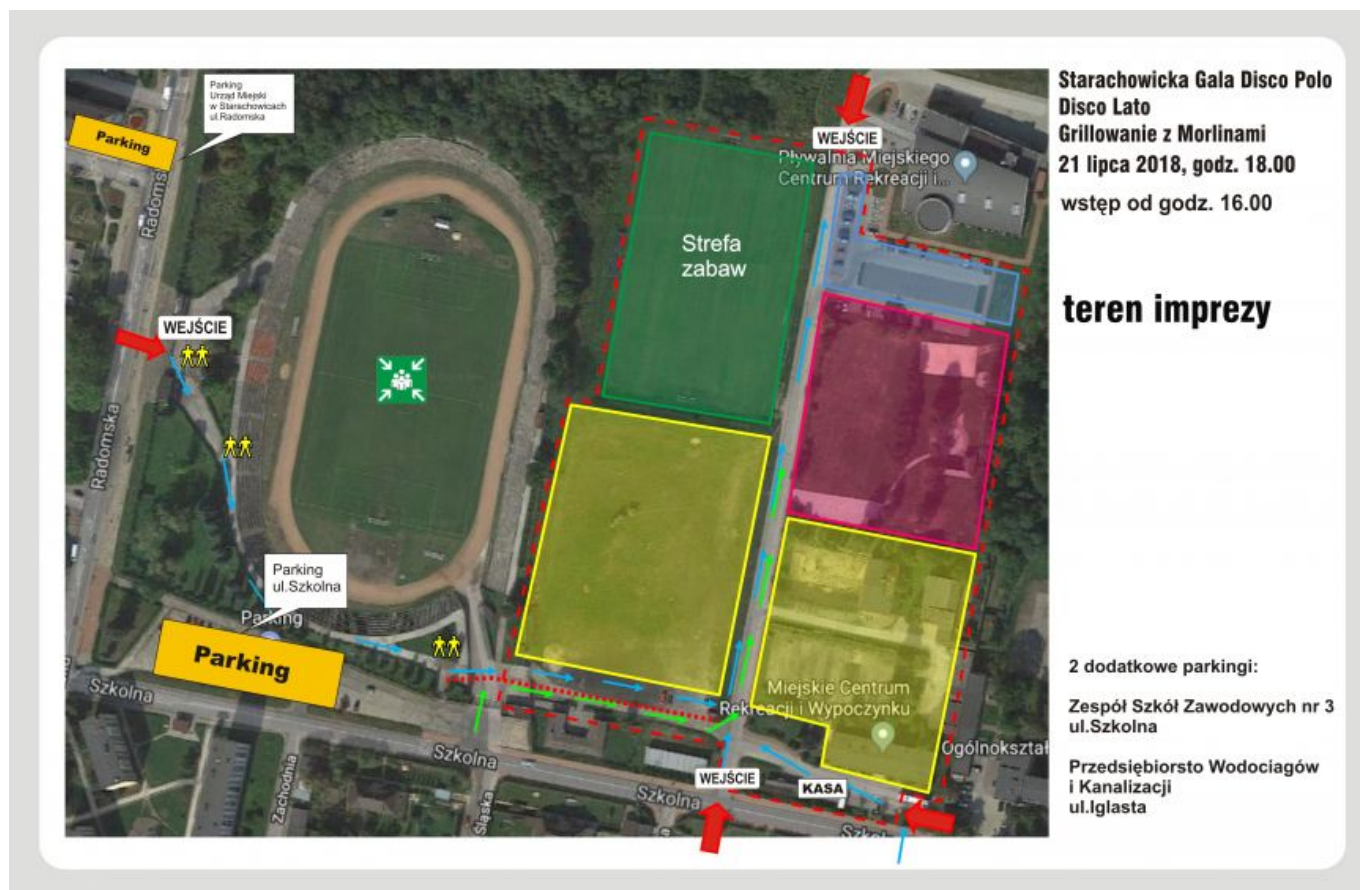 Parking
Urząd Miejski
w Starachowicach
ul.Radomska
Parking
Radomska
WEJŚCIE
Pływalnia Miejskiego
Centrum Rekreacji i...
Strefa
zabaw
WEJŚCIE
Radomska
Parking
ul.Szkolna
Parking
Parking
Szkolna
Zachodnia
Szkolna
Śląska
Miejskie Centrum
Rekreacji i Wypoczynku
Ogólnokształ
WEJŚCIE
KASA
Szkolna
Starachowicka Gala Disco Polo
Disco Lato
Grillowanie z Morlinami
21 lipca 2018, godz. 18.00
wstęp od godz. 16.00
teren imprezy
2 dodatkowe parkingi:
Zespół Szkół Zawodowych nr 3
ul.Szkolna
Przedsiębiorsto Wodociagów
i Kanalizacji
ul.Iglasta